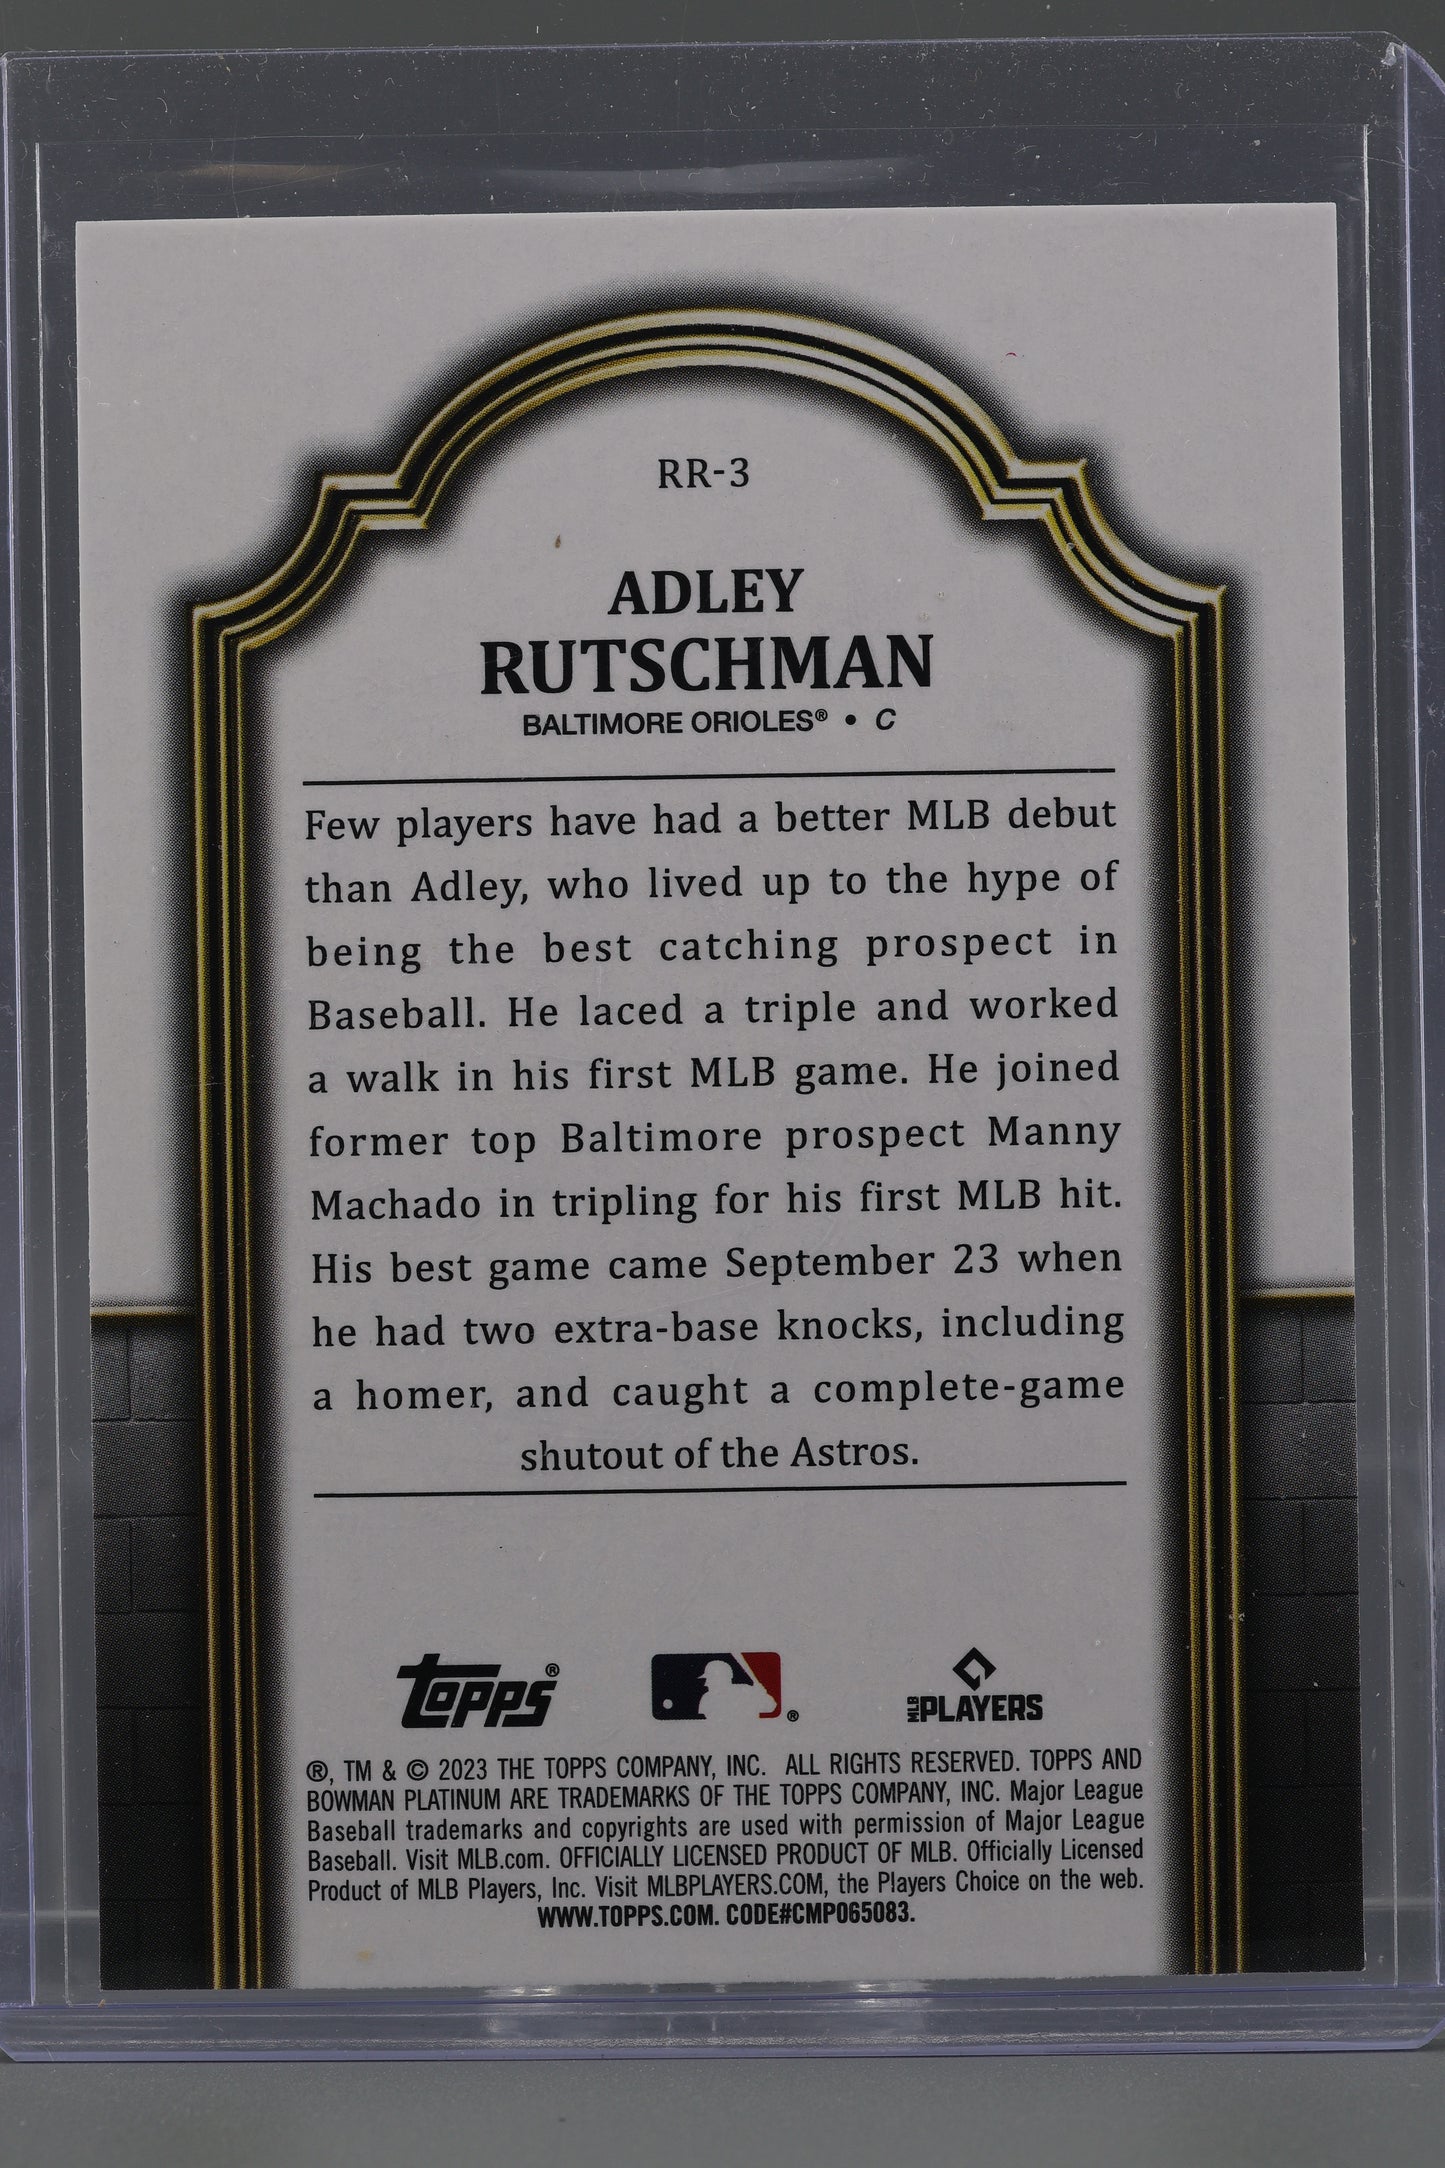 RR-3
ADLEY
RUTSCHMAN
BALTIMORE ORIOLES® • C
Few players have had a better MLB debut
than Adley, who lived up to the hype of
being the best catching prospect in
Baseball. He laced a triple and worked
a walk in his first MLB game. He joined
former top Baltimore prospect Manny
Machado in tripling for his first MLB hit.
His best game came September 23 when
he had two extra-base knocks, including
a homer, and caught a complete-game
shutout of the Astros.
TOPPS® ® MLB PLAYERS
®, TM & © 2023 THE TOPPS COMPANY, INC. ALL RIGHTS RESERVED. TOPPS AND
BOWMAN PLATINUM ARE TRADEMARKS OF THE TOPPS COMPANY, INC. Major League
Baseball trademarks and copyrights are used with permission of Major League
Baseball. Visit MLB.com. OFFICIALLY LICENSED PRODUCT OF MLB. Officially Licensed
Product of MLB Players, Inc. Visit MLBPLAYERS.COM, the Players Choice on the web.
WWW.TOPPS.COM. CODE#CMP065083.